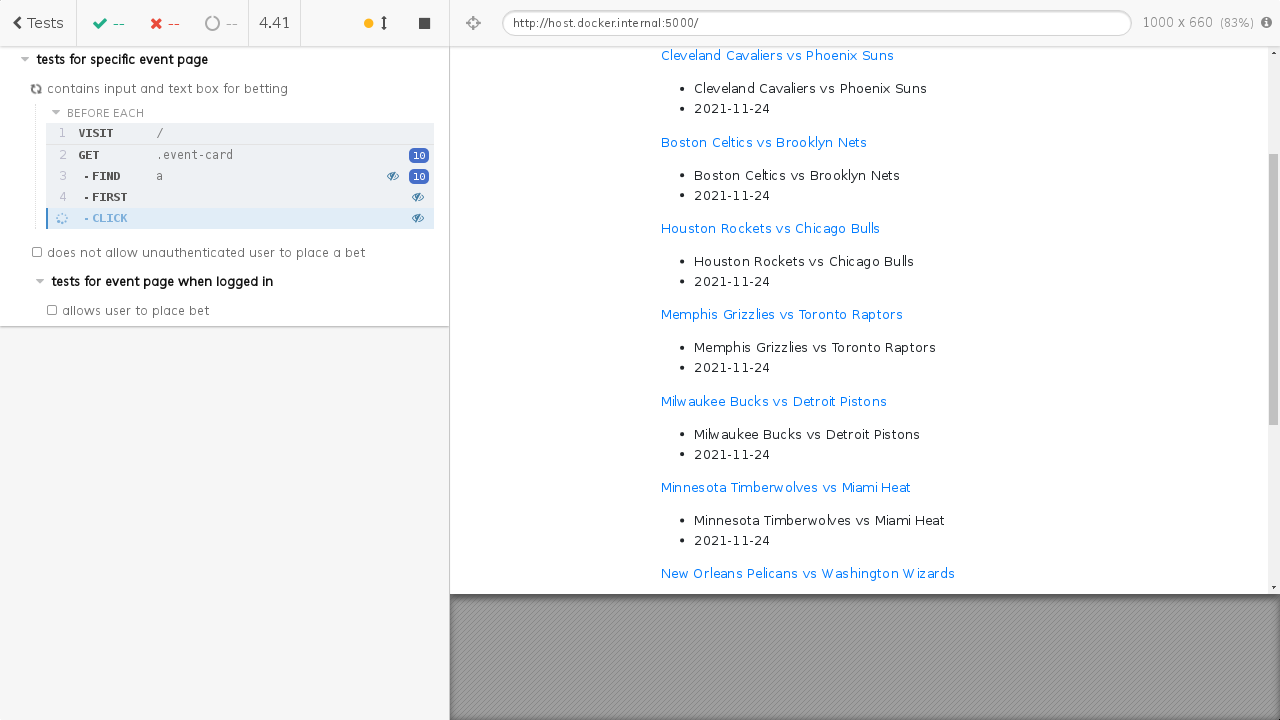 Tests
--
--
--
4.41
http://host.docker.internal:5000/
1000 x 660 (83%)
tests for specific event page
contains input and text box for betting
BEFORE EACH
1 VISIT /
2 GET .event-card 10
3 - FIND a 10
4 - FIRST
- CLICK
does not allow unauthenticated user to place a bet
tests for event page when logged in
allows user to place bet
Cleveland Cavaliers vs Phoenix Suns
• Cleveland Cavaliers vs Phoenix Suns
• 2021-11-24
Boston Celtics vs Brooklyn Nets
• Boston Celtics vs Brooklyn Nets
• 2021-11-24
Houston Rockets vs Chicago Bulls
• Houston Rockets vs Chicago Bulls
• 2021-11-24
Memphis Grizzlies vs Toronto Raptors
• Memphis Grizzlies vs Toronto Raptors
• 2021-11-24
Milwaukee Bucks vs Detroit Pistons
• Milwaukee Bucks vs Detroit Pistons
• 2021-11-24
Minnesota Timberwolves vs Miami Heat
• Minnesota Timberwolves vs Miami Heat
• 2021-11-24
New Orleans Pelicans vs Washington Wizards